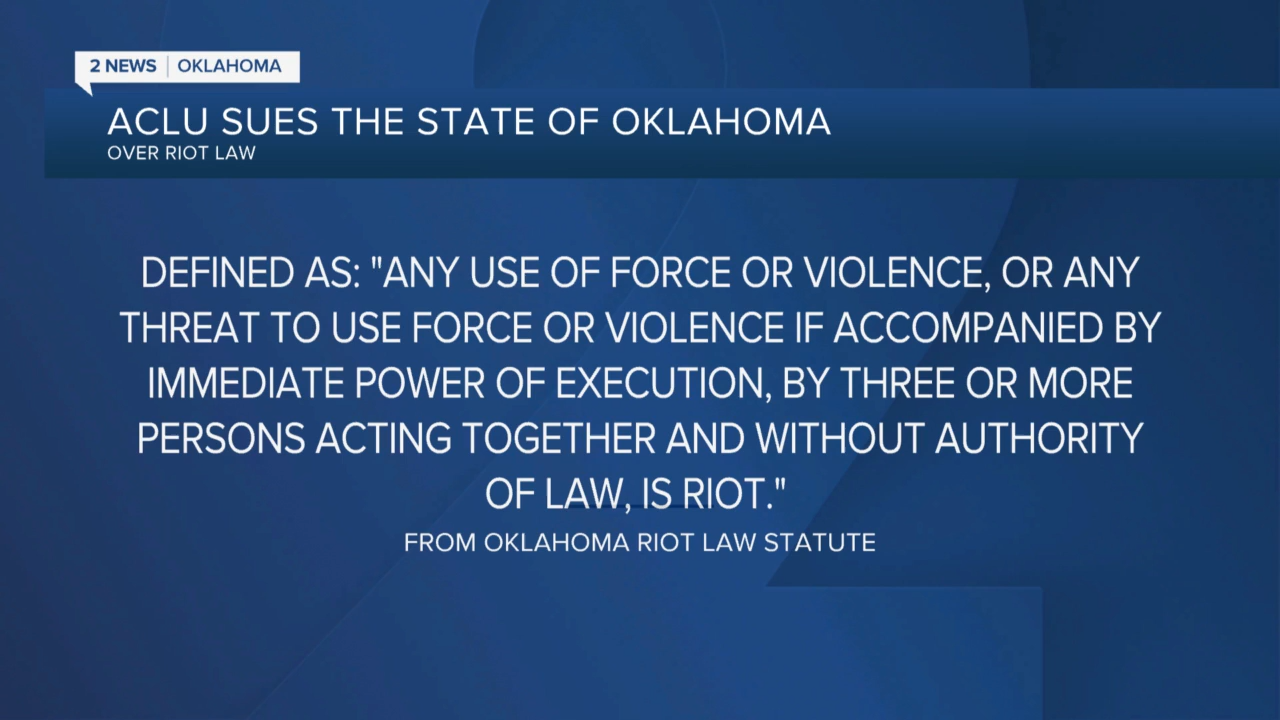 2 NEWS | OKLAHOMA
ACLU SUES THE STATE OF OKLAHOMA
OVER RIOT LAW
DEFINED AS: "ANY USE OF FORCE OR VIOLENCE, OR ANY
THREAT TO USE FORCE OR VIOLENCE IF ACCOMPANIED BY
IMMEDIATE POWER OF EXECUTION, BY THREE OR MORE
PERSONS ACTING TOGETHER AND WITHOUT AUTHORITY
OF LAW, IS RIOT."
FROM OKLAHOMA RIOT LAW STATUTE